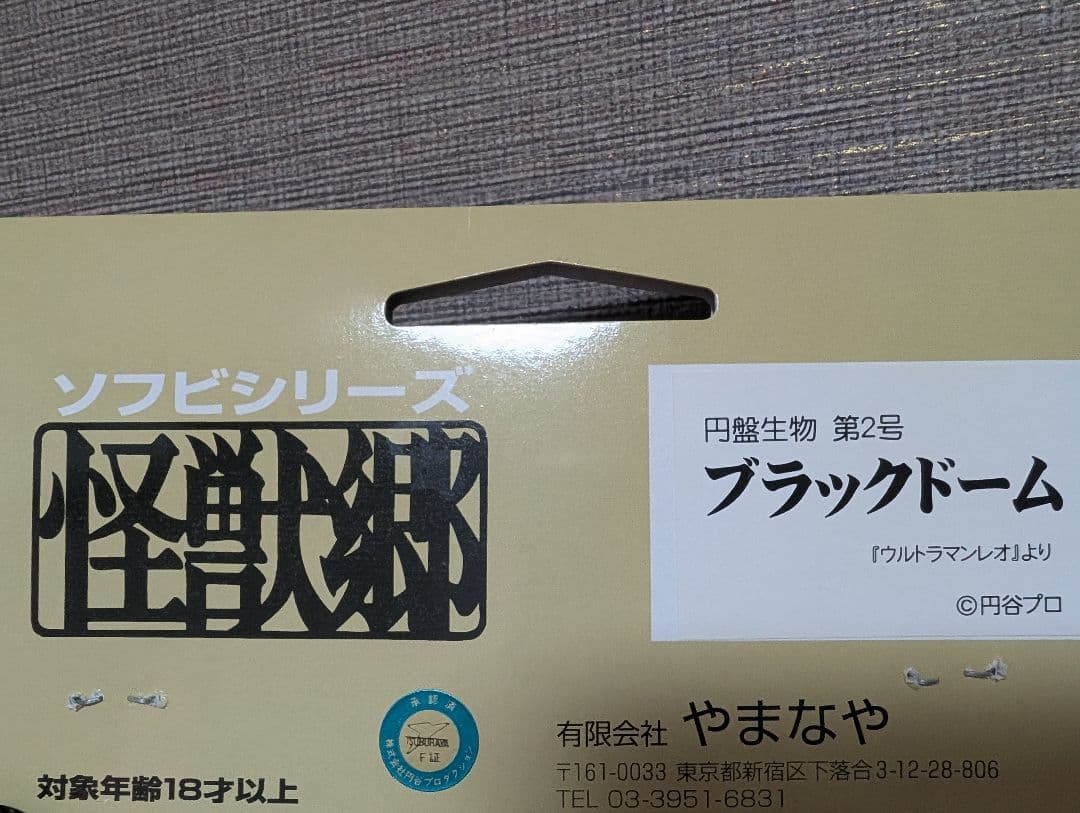 ソフビシリーズ
怪獣郷
円盤生物 第2号
ブラックドーム
『ウルトラマンレオ』より
©円谷プロ
承認済
TSUBURAYA
F証
株式会社円谷プロダクション
有限会社 やまなや
〒161-0033 東京都新宿区下落合3-12-28-806
TEL 03-3951-6831
対象年齢18才以上